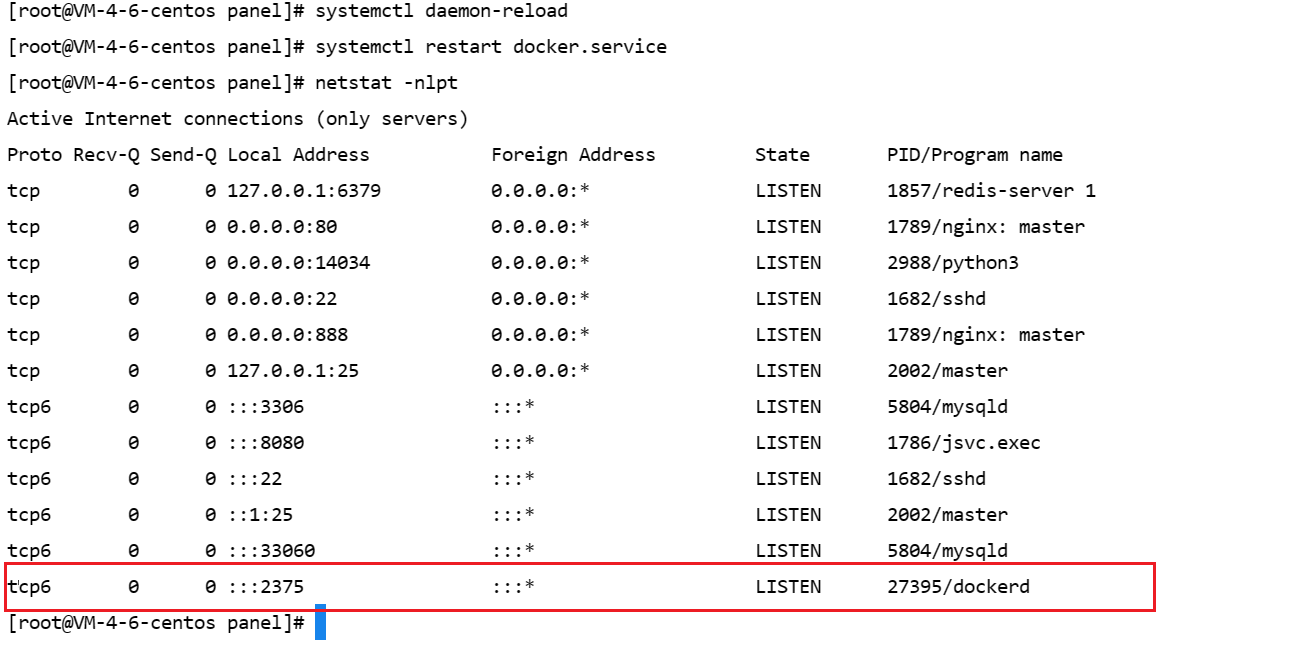 [root@VM-4-6-centos panel]# systemctl daemon-reload
[root@VM-4-6-centos panel]# systemctl restart docker.service
[root@VM-4-6-centos panel]# netstat -nlpt
Active Internet connections (only servers)
Proto Recv-Q Send-Q Local Address           Foreign Address         State       PID/Program name
tcp        0      0 127.0.0.1:6379          0.0.0.0:*               LISTEN      1857/redis-server 1
tcp        0      0 0.0.0.0:80              0.0.0.0:*               LISTEN      1789/nginx: master
tcp        0      0 0.0.0.0:14034           0.0.0.0:*               LISTEN      2988/python3
tcp        0      0 0.0.0.0:22              0.0.0.0:*               LISTEN      1682/sshd
tcp        0      0 0.0.0.0:888             0.0.0.0:*               LISTEN      1789/nginx: master
tcp        0      0 127.0.0.1:25            0.0.0.0:*               LISTEN      2002/master
tcp6       0      0 :::3306                 :::*                    LISTEN      5804/mysqld
tcp6       0      0 :::8080                 :::*                    LISTEN      1786/jsvc.exec
tcp6       0      0 :::22                   :::*                    LISTEN      1682/sshd
tcp6       0      0 ::1:25                  :::*                    LISTEN      2002/master
tcp6       0      0 :::33060                :::*                    LISTEN      5804/mysqld
tcp6       0      0 :::2375                 :::*                    LISTEN      27395/dockerd
[root@VM-4-6-centos panel]#